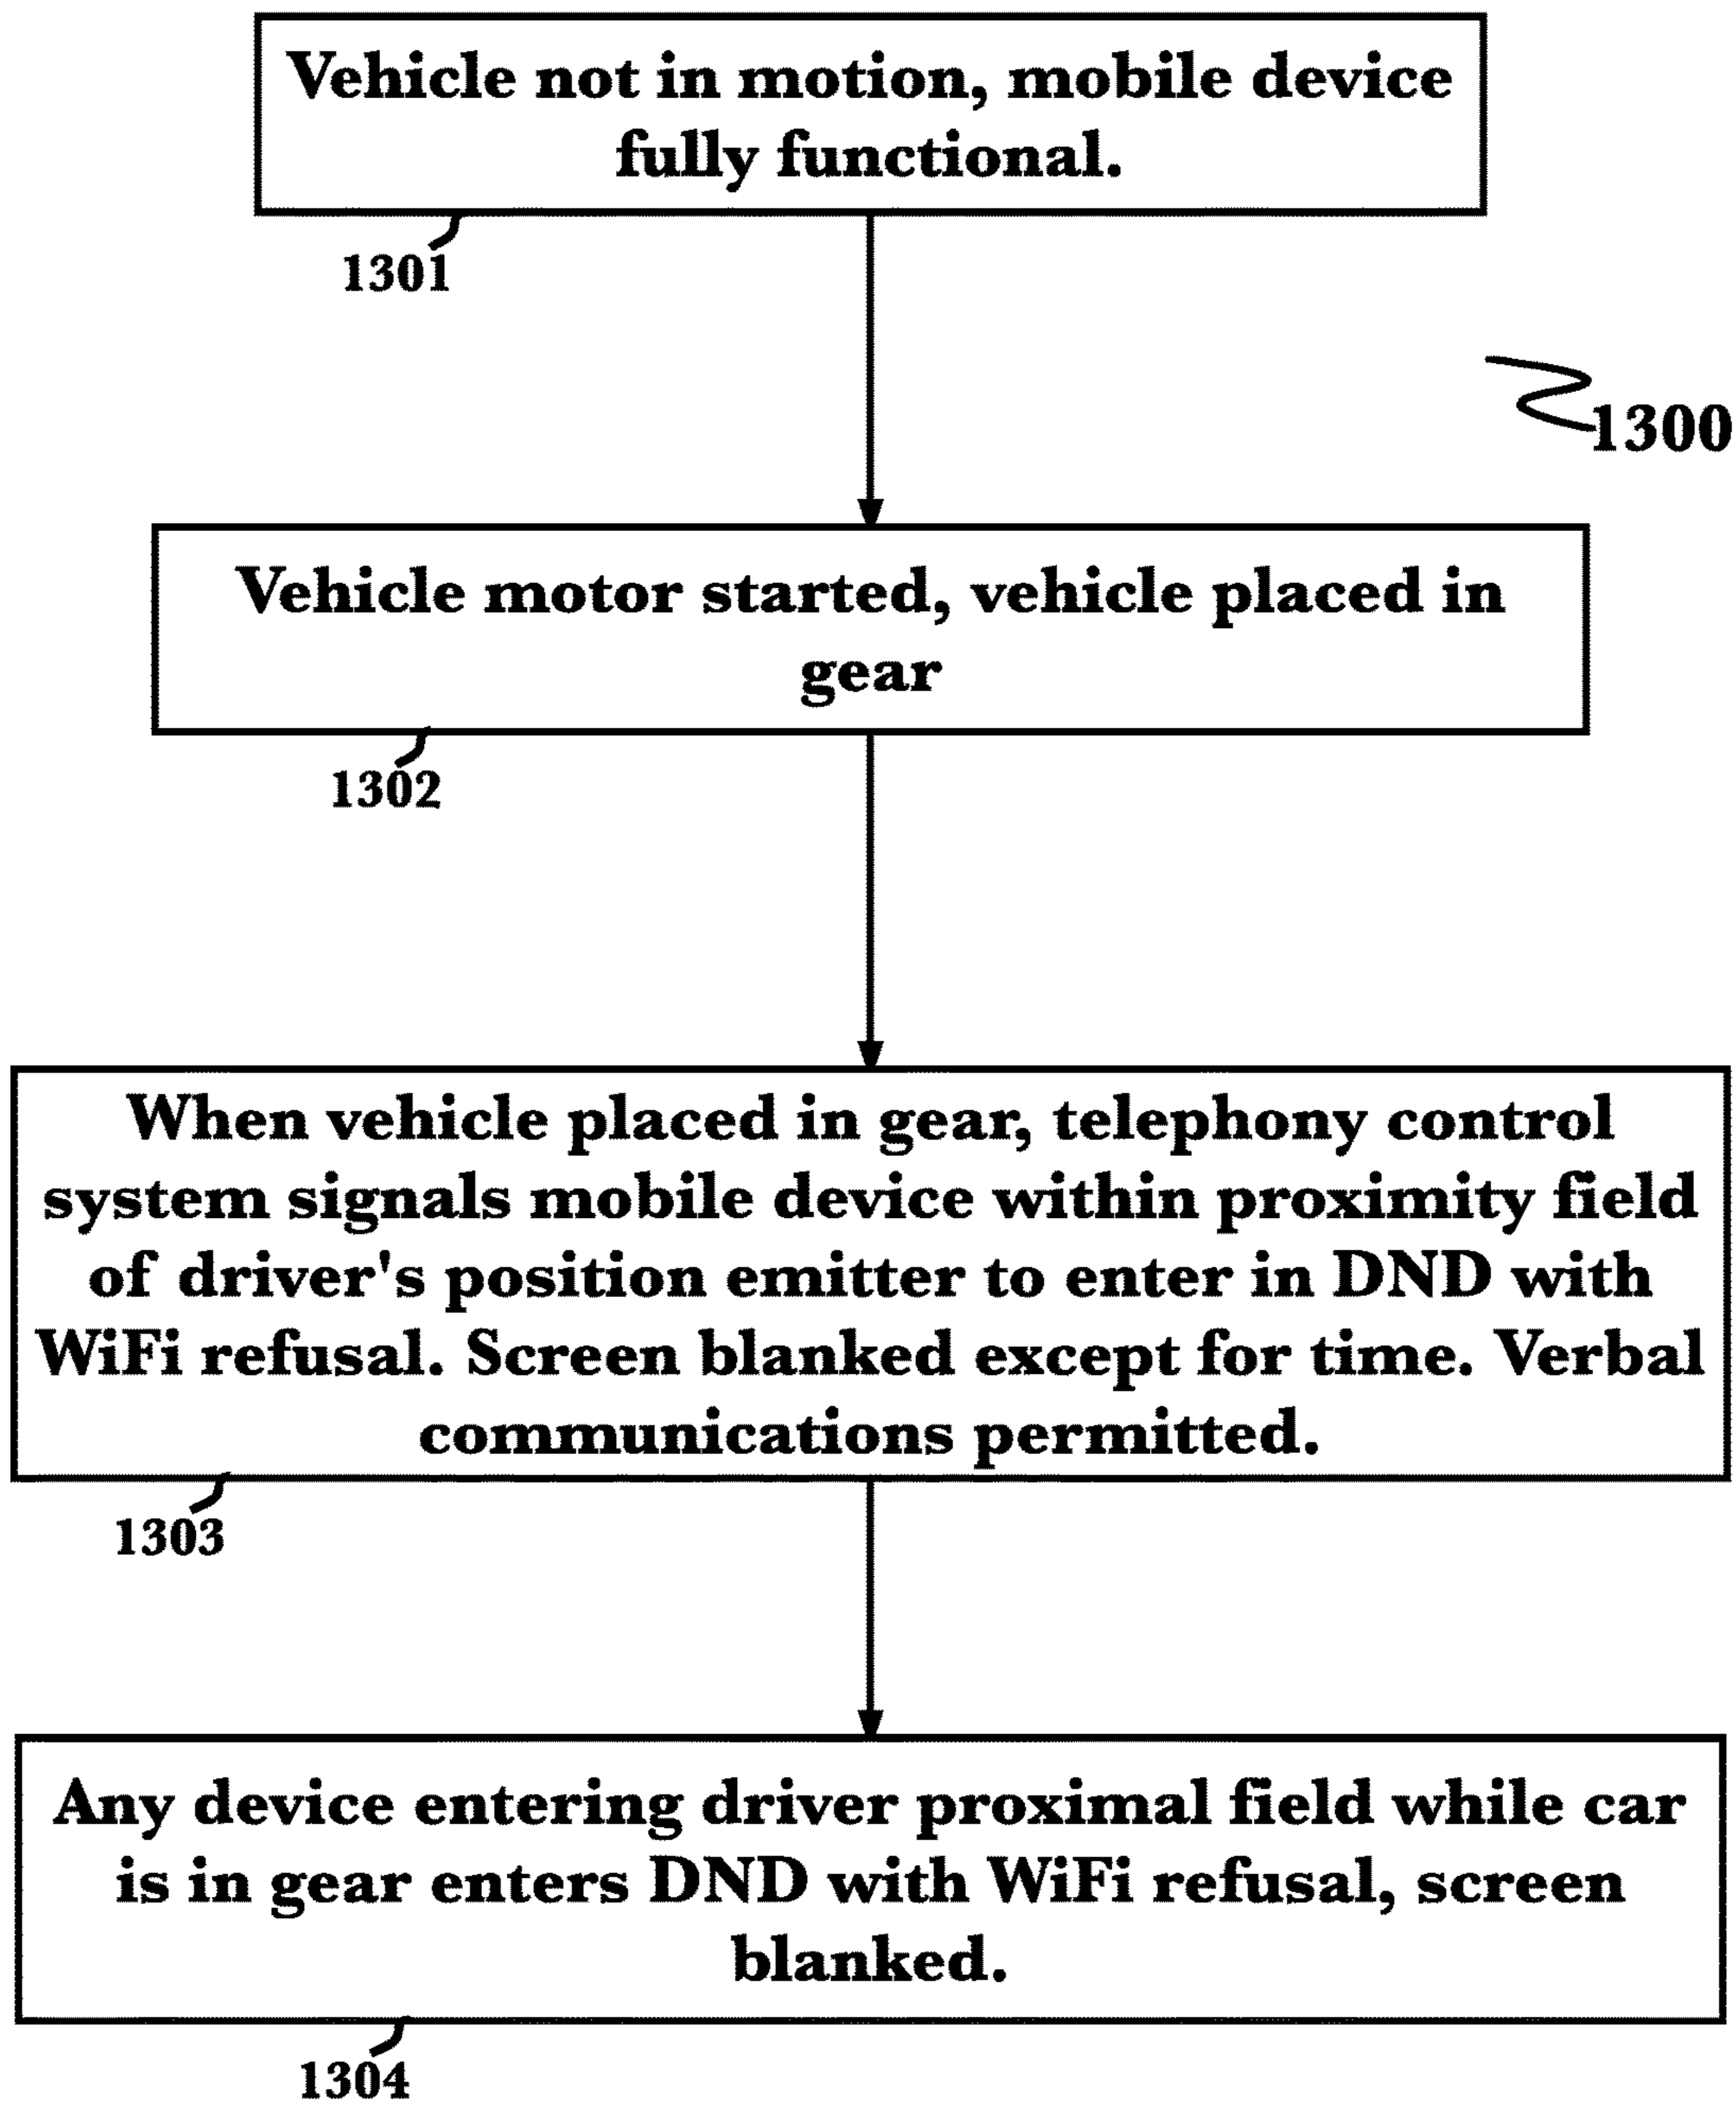 Vehicle not in motion, mobile device
fully functional.
1301
1300
Vehicle motor started, vehicle placed in
gear
1302
When vehicle placed in gear, telephony control
system signals mobile device within proximity field
of driver's position emitter to enter in DND with
WiFi refusal. Screen blanked except for time. Verbal
communications permitted.
1303
Any device entering driver proximal field while car
is in gear enters DND with WiFi refusal, screen
blanked.
1304